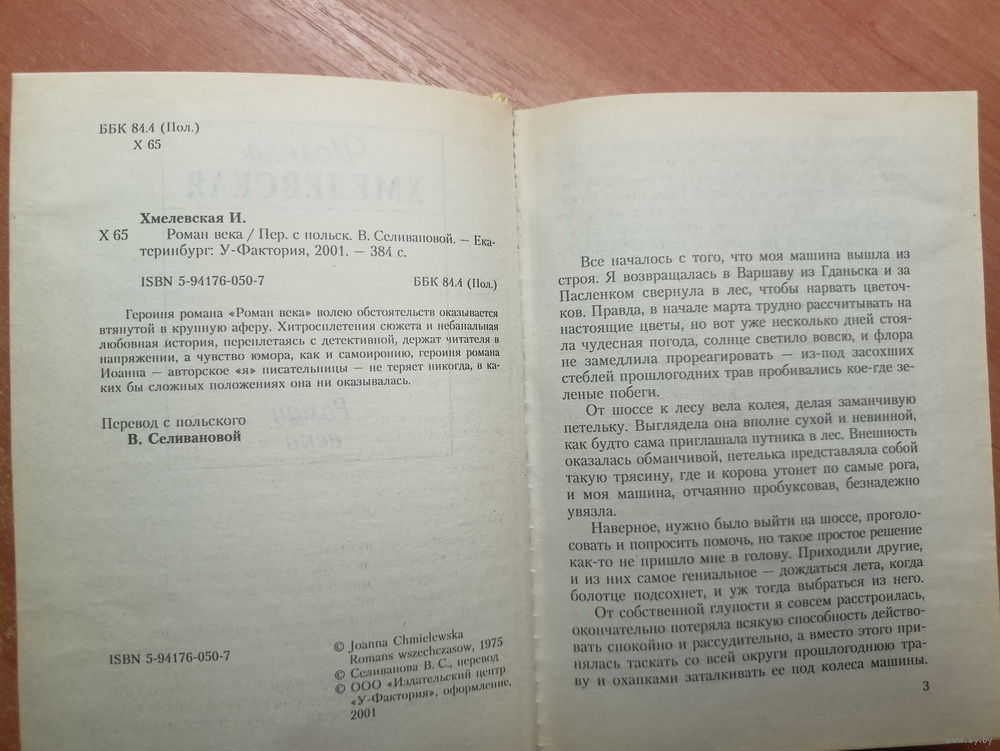 ББК 84.4 (Пол.)
Х 65
Хмелевская И.
Х 65 Роман века / Пер. с польск. В. Селивановой. — Ека-
теринбург: У-Фактория, 2001. — 384 с.
ISBN 5-94176-050-7 ББК 84.4 (Пол.)
Героиня романа «Роман века» волею обстоятельств оказывается
втянутой в крупную аферу. Хитросплетения сюжета и небанальная
любовная история, переплетаясь с детективной, держат читателя в
напряжении, а чувство юмора, как и самоиронию, героиня романа
Иоанна — авторское «я» писательницы — не теряет никогда, в ка-
ких бы сложных положениях она ни оказывалась.
Перевод с польского
В. Селивановой
ISBN 5-94176-050-7
© Joanna Chmielewska
Romans wszechczasow, 1975
© Селиванова В. С., перевод
© ООО «Издательский центр
«У-Фактория», оформление,
2001
Все началось с того, что моя машина вышла из
строя. Я возвращалась в Варшаву из Гданьска и за
Пасленком свернула в лес, чтобы нарвать цветоч-
ков. Правда, в начале марта трудно рассчитывать на
настоящие цветы, но вот уже несколько дней стоя-
ла чудесная погода, солнце светило вовсю, и флора
не замедлила прореагировать — из-под засохших
стеблей прошлогодних трав пробивались кое-где зе-
леные побеги.
От шоссе к лесу вела колея, делая заманчивую
петельку. Выглядела она вполне сухой и невинной,
как будто сама приглашала путника в лес. Внешность
оказалась обманчивой, петелька представляла собой
такую трясину, где и корова утонет по самые рога,
и моя машина, отчаянно пробуксовав, безнадежно
увязла.
Наверное, нужно было выйти на шоссе, проголо-
совать и попросить помочь, но такое простое решение
как-то не пришло мне в голову. Приходили другие,
и из них самое гениальное — дождаться лета, когда
болотце подсохнет, и уж тогда выбраться из него.
От собственной глупости я совсем расстроилась,
окончательно потеряла всякую способность действо-
вать спокойно и рассудительно, а вместо этого при-
нялась таскать со всей округи прошлогоднюю тра-
ву и охапками заталкивать ее под колеса машины.
3
www.ay.by